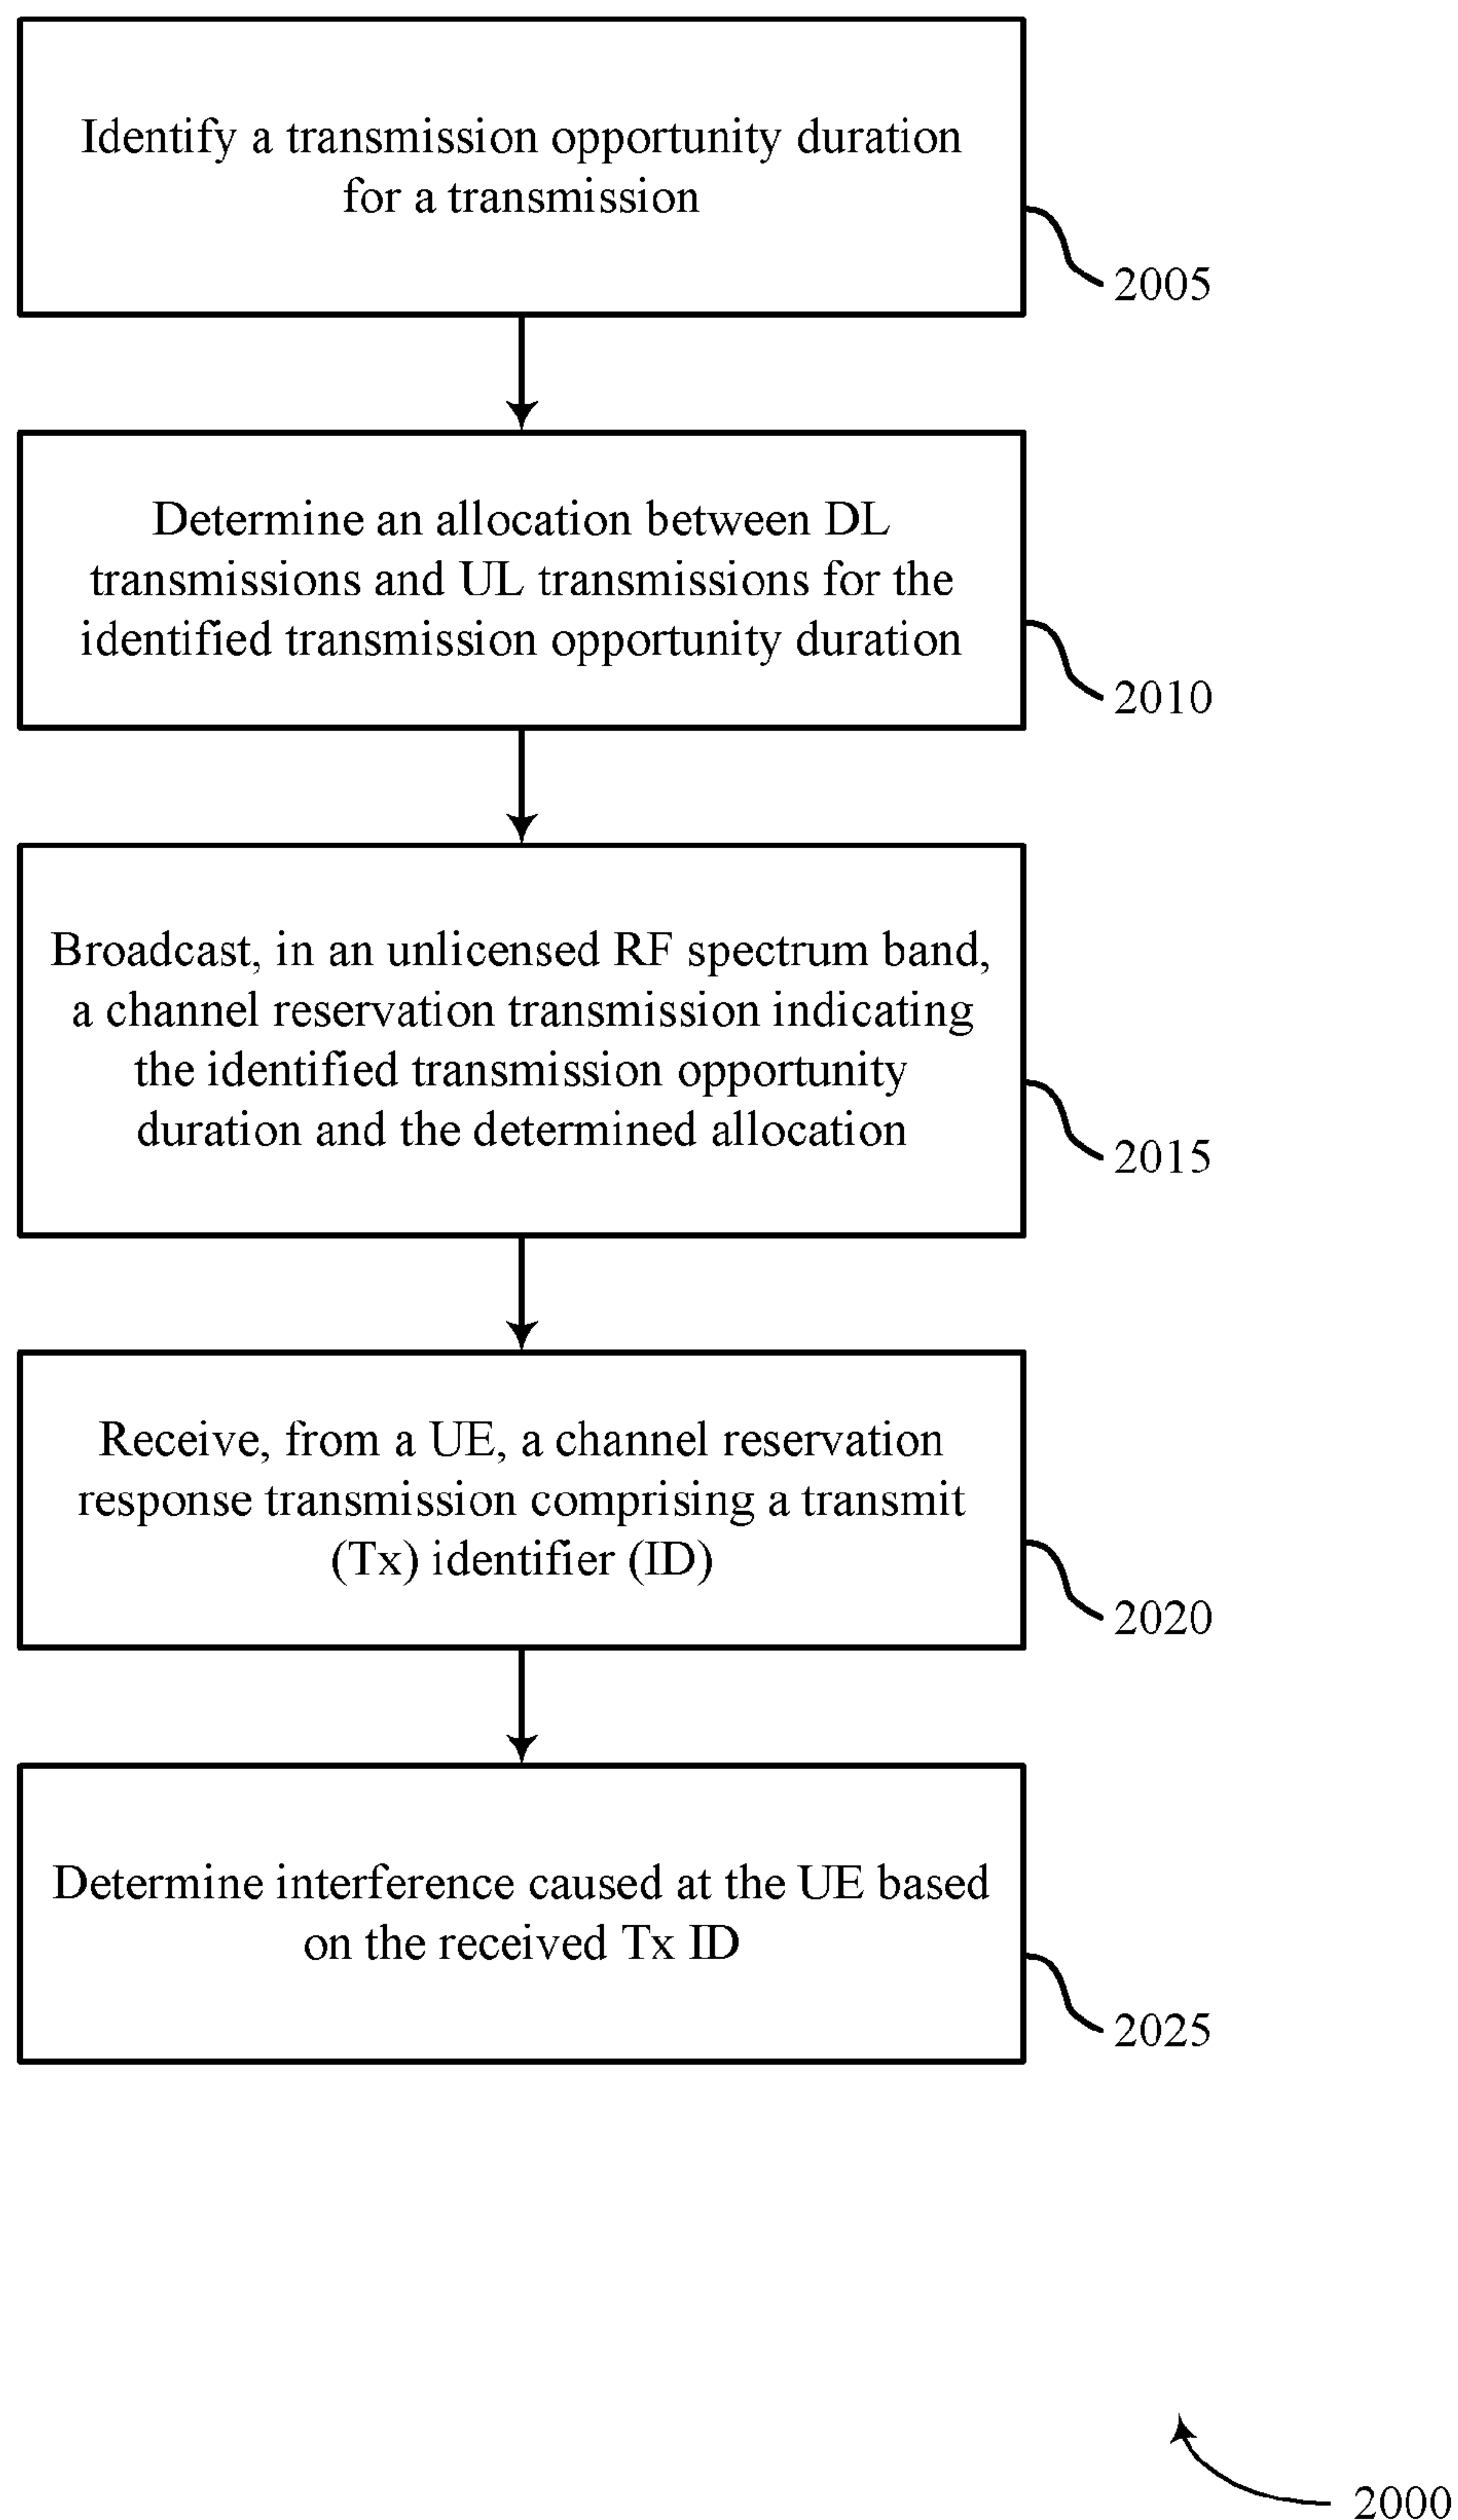 Identify a transmission opportunity duration
for a transmission
2005
Determine an allocation between DL
transmissions and UL transmissions for the
identified transmission opportunity duration
2010
Broadcast, in an unlicensed RF spectrum band,
a channel reservation transmission indicating
the identified transmission opportunity
duration and the determined allocation
2015
Receive, from a UE, a channel reservation
response transmission comprising a transmit
(Tx) identifier (ID)
2020
Determine interference caused at the UE based
on the received Tx ID
2025
2000